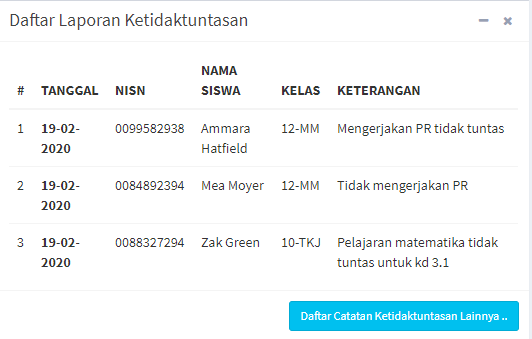 Daftar Laporan Ketidaktuntasan
# TANGGAL NISN NAMA SISWA KELAS KETERANGAN
1 19-02-2020 0099582938 Ammara Hatfield 12-MM Mengerjakan PR tidak tuntas
2 19-02-2020 0084892394 Mea Moyer 12-MM Tidak mengerjakan PR
3 19-02-2020 0088327294 Zak Green 10-TKJ Pelajaran matematika tidak tuntas untuk kd 3.1
Daftar Catatan Ketidaktuntasan Lainnya ..